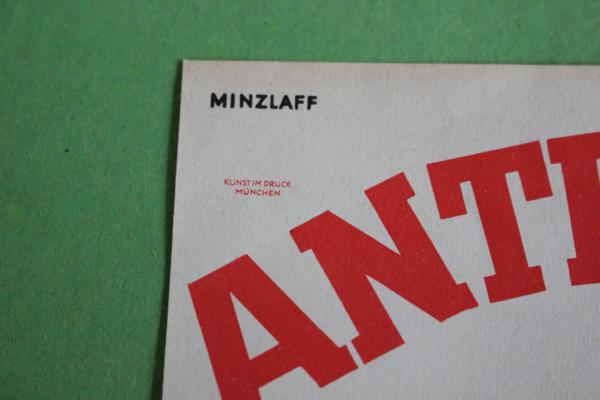 MINZLAFF
KUNST IM DRUCK
MÜNCHEN
ANT